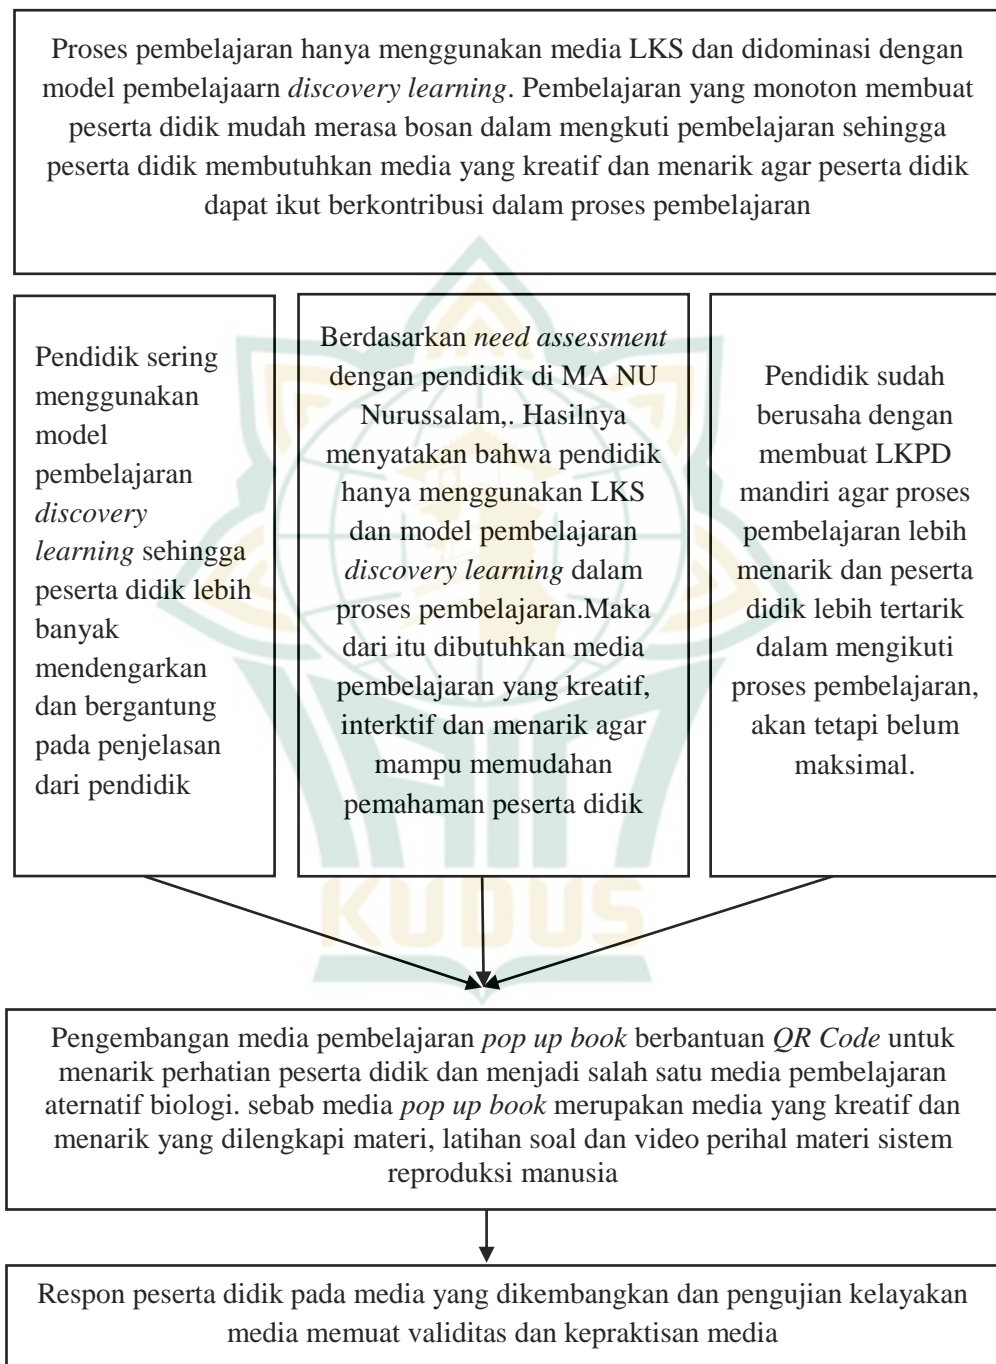 Proses pembelajaran hanya menggunakan media LKS dan didominasi dengan
model pembelajaarn discovery learning. Pembelajaran yang monoton membuat
peserta didik mudah merasa bosan dalam mengkuti pembelajaran sehingga
peserta didik membutuhkan media yang kreatif dan menarik agar peserta didik
dapat ikut berkontribusi dalam proses pembelajaran
Pendidik sering
menggunakan
model
pembelajaran
discovery
learning sehingga
peserta didik lebih
banyak
mendengarkan
dan bergantung
pada penjelasan
dari pendidik
Berdasarkan need assessment
dengan pendidik di MA NU
Nurussalam,. Hasilnya
menyatakan bahwa pendidik
hanya menggunakan LKS
dan model pembelajaran
discovery learning dalam
proses pembelajaran.Maka
dari itu dibutuhkan media
pembelajaran yang kreatif,
interktif dan menarik agar
mampu memudahan
pemahaman peserta didik
Pendidik sudah
berusaha dengan
membuat LKPD
mandiri agar proses
pembelajaran lebih
menarik dan peserta
didik lebih tertarik
dalam mengikuti
proses pembelajaran,
akan tetapi belum
maksimal.
KUDUS
Pengembangan media pembelajaran pop up book berbantuan QR Code untuk
menarik perhatian peserta didik dan menjadi salah satu media pembelajaran
aternatif biologi. sebab media pop up book merupakan media yang kreatif dan
menarik yang dilengkapi materi, latihan soal dan video perihal materi sistem
reproduksi manusia
Respon peserta didik pada media yang dikembangkan dan pengujian kelayakan
media memuat validitas dan kepraktisan media